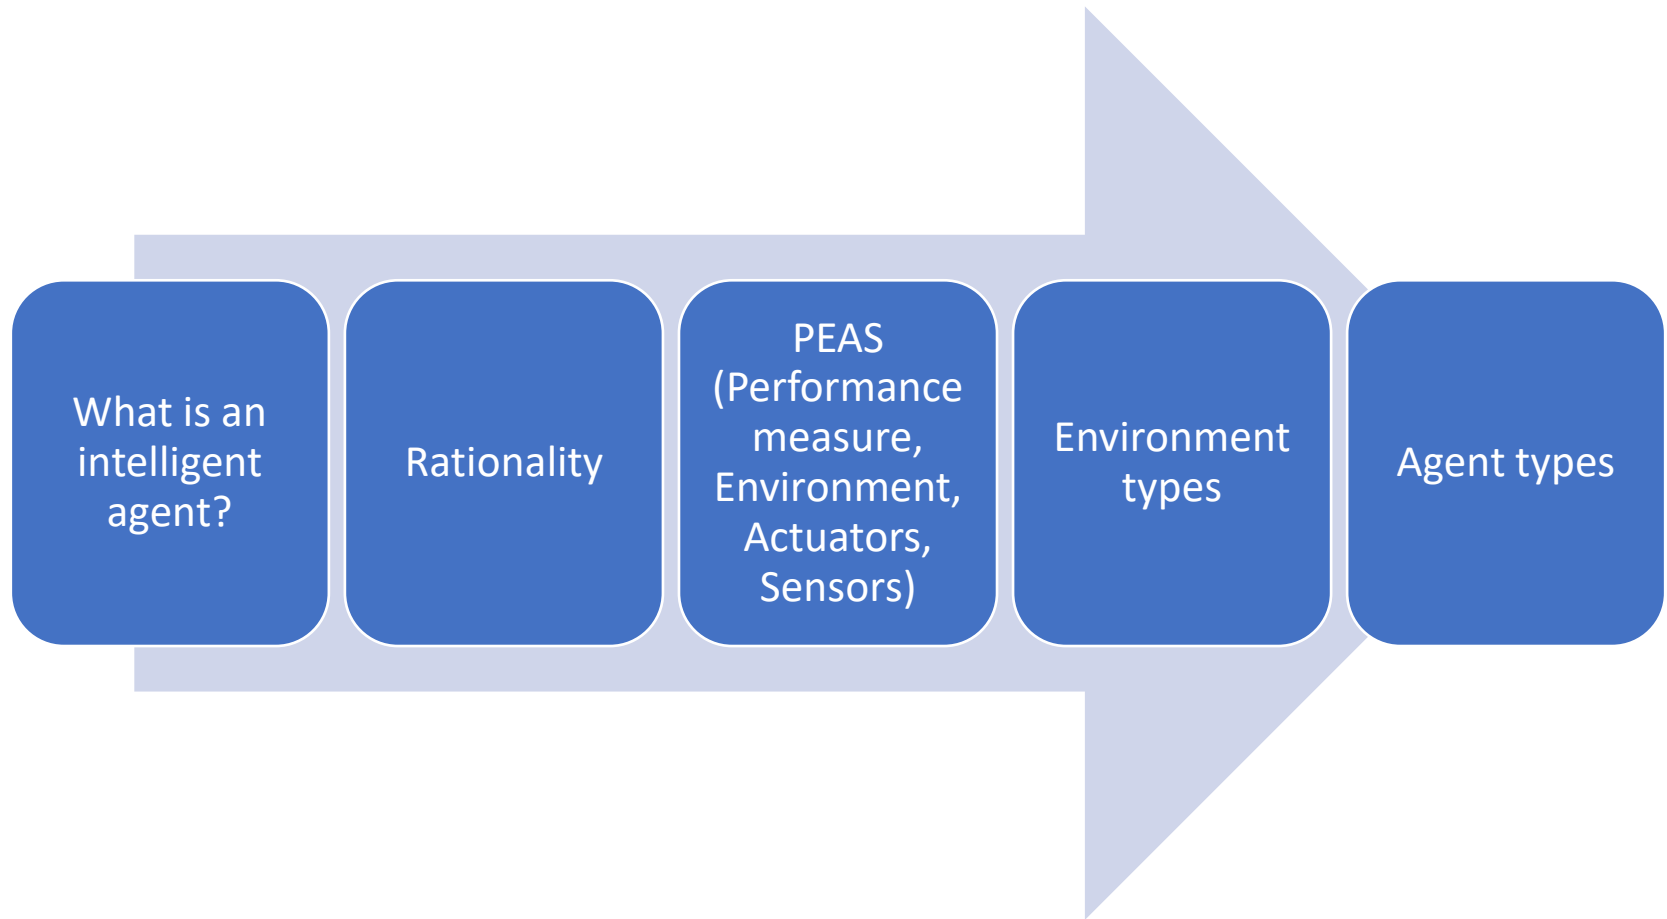 What is an
intelligent
agent?
Rationality
PEAS
(Performance
measure,
Environment,
Actuators,
Sensors)
Environment
types
Agent types